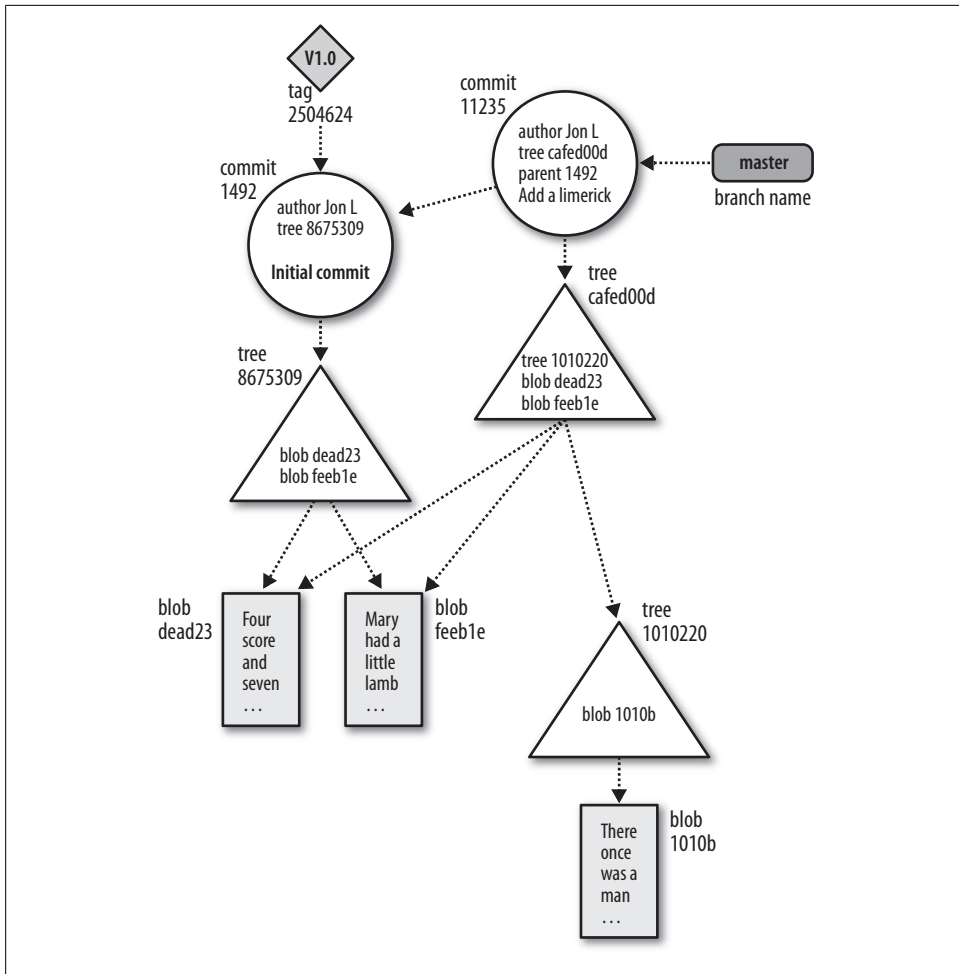 V1.0
tag
2504624
commit
11235
author Jon L
tree cafed00d
parent 1492
Add a limerick
master
branch name
commit
1492
author Jon L
tree 8675309
Initial commit
tree
cafed00d
tree 1010220
blob dead23
blob feeb1e
tree
8675309
blob dead23
blob feeb1e
blob
dead23
Four
score
and
seven
...
Mary
had a
little
lamb
...
blob
feeb1e
tree
1010220
blob 1010b
There
once
was a
man
...
blob
1010b